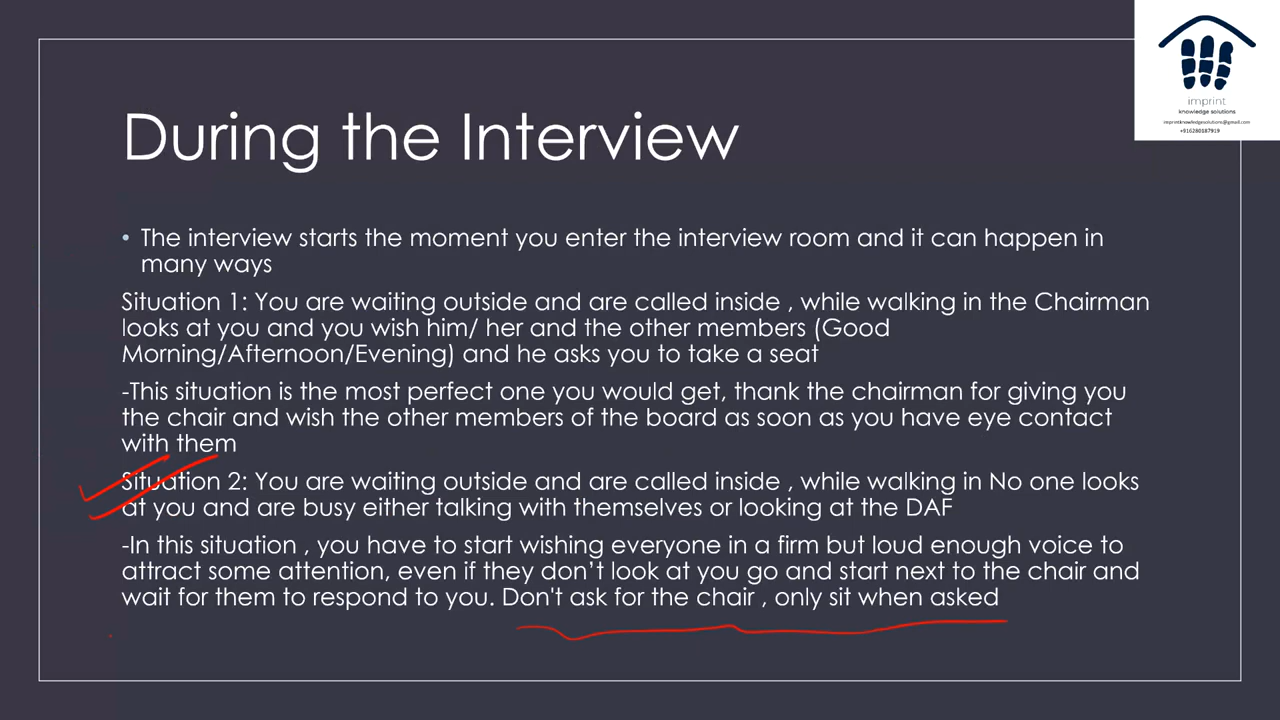 imprint
knowledge solutions
imprintknowledgesolutions@gmail.com
+916280187919
During the Interview
• The interview starts the moment you enter the interview room and it can happen in
many ways
Situation 1: You are waiting outside and are called inside , while walking in the Chairman
looks at you and you wish him/ her and the other members (Good
Morning/Afternoon/Evening) and he asks you to take a seat
-This situation is the most perfect one you would get, thank the chairman for giving you
the chair and wish the other members of the board as soon as you have eye contact
with them
Situation 2: You are waiting outside and are called inside , while walking in No one looks
at you and are busy either talking with themselves or looking at the DAF
-In this situation , you have to start wishing everyone in a firm but loud enough voice to
attract some attention, even if they don’t look at you go and start next to the chair and
wait for them to respond to you. Don't ask for the chair , only sit when asked